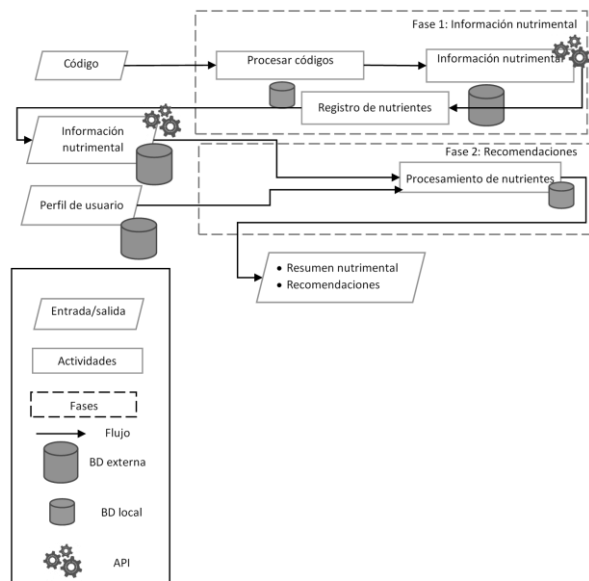 Fase 1: Información nutrimental
Código
Procesar códigos
Información nutrimental
Registro de nutrientes
Información
nutrimental
Fase 2: Recomendaciones
Procesamiento de nutrientes
Perfil de usuario
• Resumen nutrimental
• Recomendaciones
Entrada/salida
Actividades
Fases
Flujo
BD externa
BD local
API